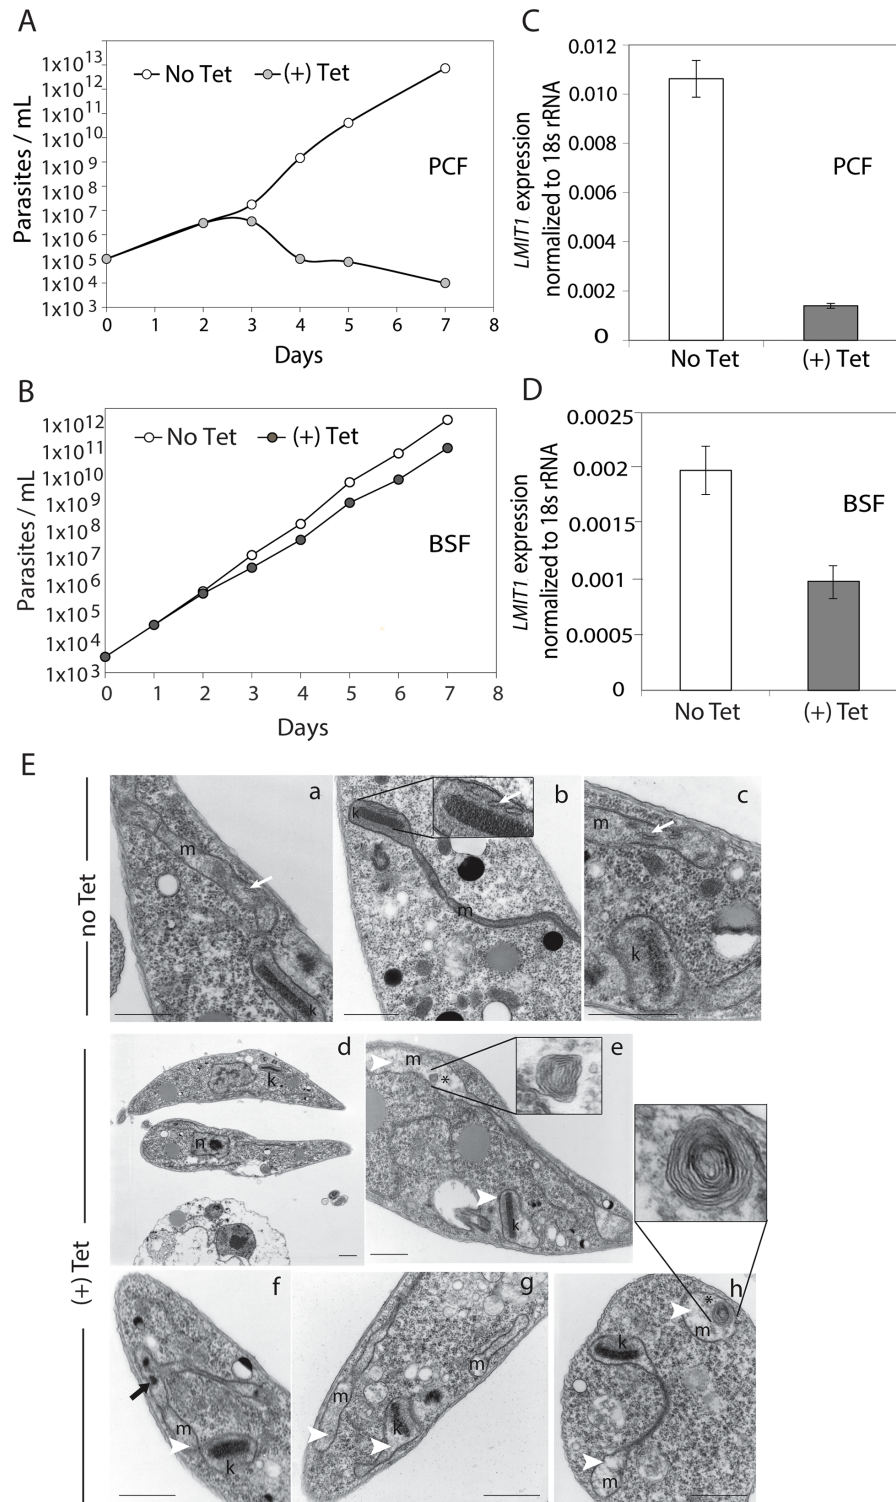 A
1x10 13
1x10 12
1x10 11
1x10 10
1x10 9
1x10 8
1x10 7
1x10 6
1x10 5
1x10 4
1x10 3
Parasites / mL
No Tet
(+) Tet
PCF
0 1 2 3 4 5 6 7 8
Days
B
1x10 12
1x10 11
1x10 10
1x10 9
1x10 8
1x10 7
1x10 6
1x10 5
1x10 4
1x10 3
Parasites / mL
No Tet
(+) Tet
BSF
0 1 2 3 4 5 6 7 8
Days
C
0.012
0.010
0.008
0.006
0.004
0.002
0
LMIT1 expression
normalized to 18s rRNA
PCF
No Tet (+) Tet
D
0.0025
0.002
0.0015
0.001
0.0005
0
LMIT1 expression
normalized to 18s rRNA
BSF
No Tet (+) Tet
E
no Tet
a
m
k
b
k
m
c
m
k
(+) Tet
d
k
n
e
m
*
k
f
m
k
g
m
m
k
h
*
m
k
m